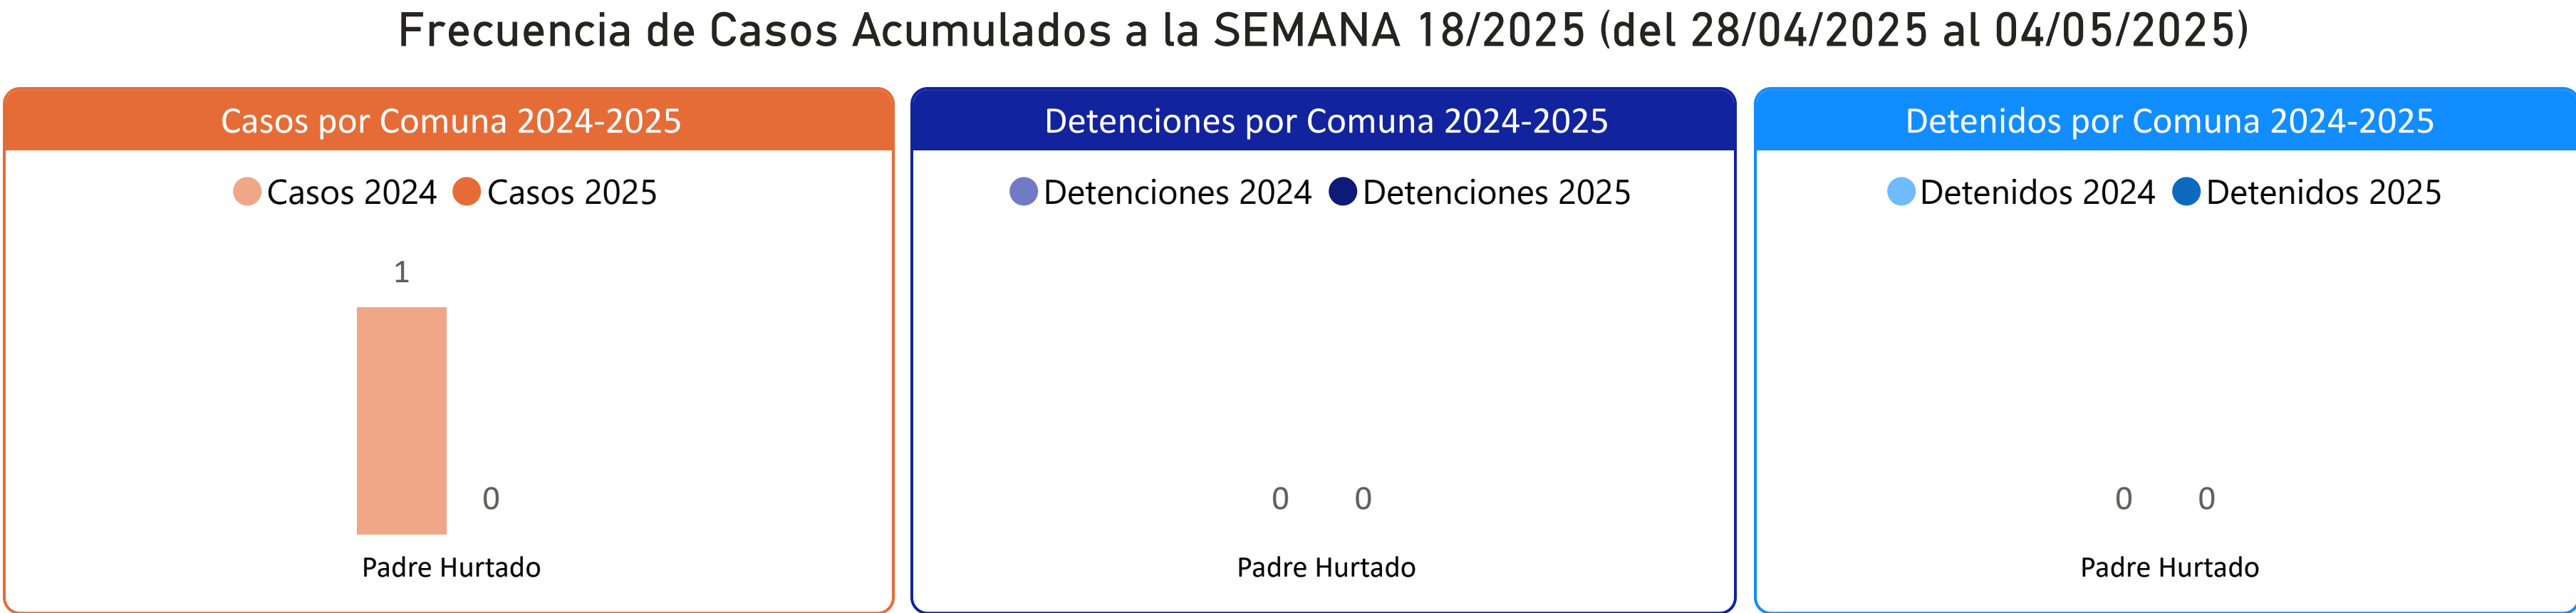 Frecuencia de Casos Acumulados a la SEMANA 18/2025 (del 28/04/2025 al 04/05/2025)
Casos por Comuna 2024-2025
Casos 2024 Casos 2025
1
0
Padre Hurtado
Detenciones por Comuna 2024-2025
Detenciones 2024 Detenciones 2025
0 0
Padre Hurtado
Detenidos por Comuna 2024-2025
Detenidos 2024 Detenidos 2025
0 0
Padre Hurtado